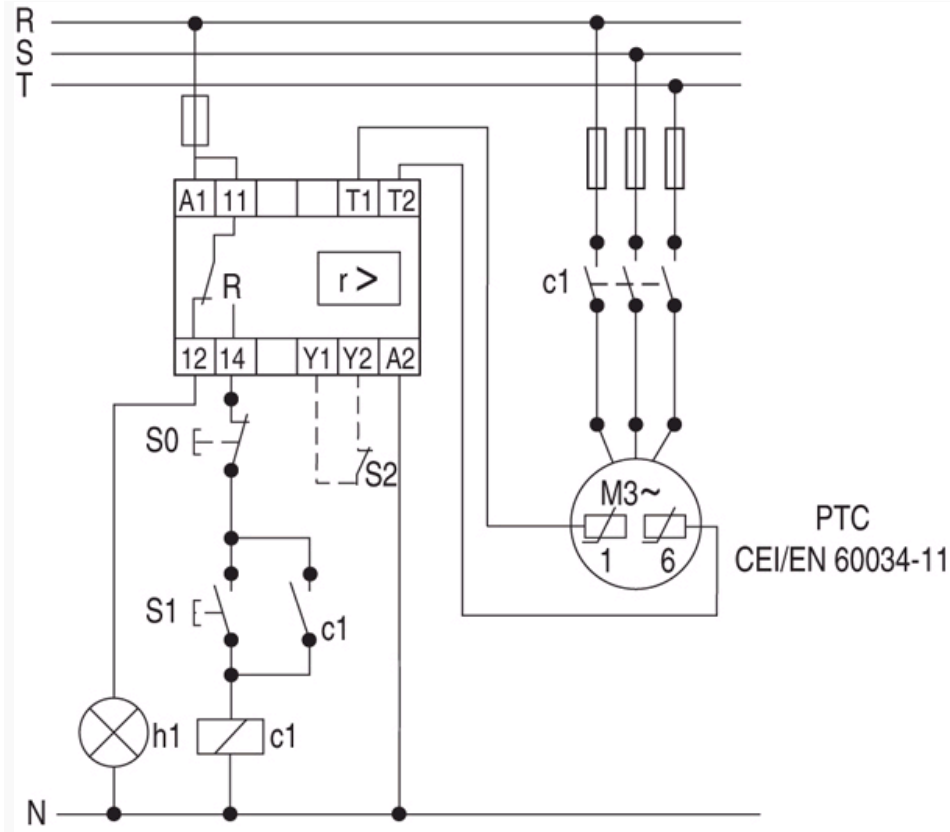 R
S
T
A1 11 T1 T2
R
r >
12 14 Y1 Y2 A2
c1
S0
S2
M3~
1 6
PTC
CEI/EN 60034-11
S1
c1
h1
c1
N